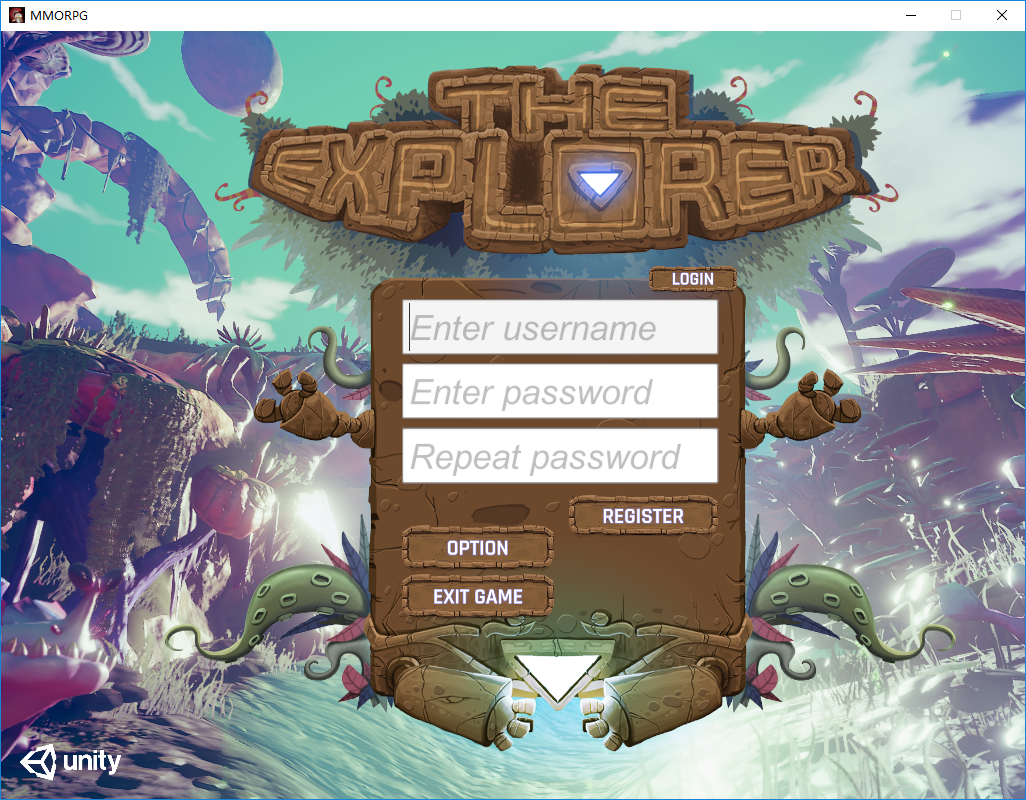 MMORPG
THE
EXPLORER
LOGIN
Enter username
Enter password
Repeat password
REGISTER
OPTION
EXIT GAME
unity